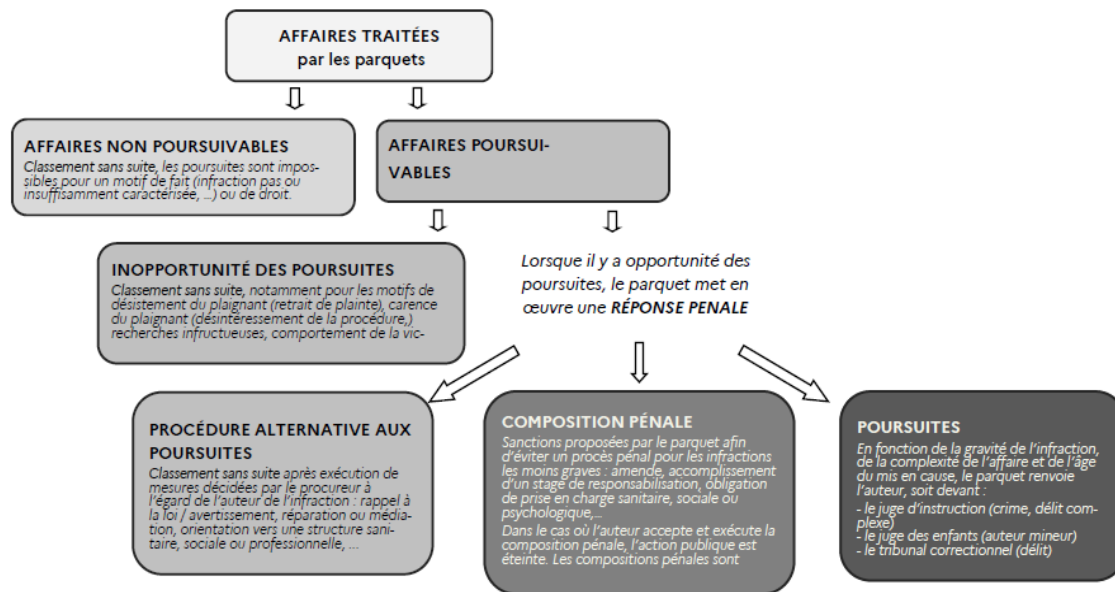 AFFAIRES TRAITÉES
par les parquets
AFFAIRES NON POURSUIVABLES
Classement sans suite, les poursuites sont impos-
sibles pour un motif de fait (infraction pas ou
insuffisamment caractérisée, ...) ou de droit.
AFFAIRES POURSUI-
VABLES
INOPPORTUNITÉ DES POURSUITES
Classement sans suite, notamment pour les motifs de
désistement du plaignant (retrait de plainte), carence
du plaignant (désintéressement de la procédure,)
recherches infructueuses, comportement de la vic-
Lorsque il y a opportunité des
poursuites, le parquet met en
œuvre une RÉPONSE PENALE
PROCÉDURE ALTERNATIVE AUX
POURSUITES
Classement sans suite après exécution de
mesures décidées par le procureur à
l'égard de l'auteur de l'infraction : rappel à
la loi / avertissement, réparation ou média-
tion, orientation vers une structure sani-
taire, sociale ou professionnelle, ...
COMPOSITION PÉNALE
Sanctions proposées par le parquet afin
d'éviter un procès pénal pour les infractions
les moins graves : amende, accomplissement
d'un stage de responsabilisation, obligation
de prise en charge sanitaire, sociale ou
psychologique,...
Dans le cas où l'auteur accepte et exécute la
composition pénale, l'action publique est
éteinte. Les compositions pénales sont
POURSUITES
En fonction de la gravité de l'infraction,
de la complexité de l'affaire et de l'âge
du mis en cause, le parquet renvoie
l'auteur, soit devant :
- le juge d'instruction (crime, délit com-
plexe)
- le juge des enfants (auteur mineur)
- le tribunal correctionnel (délit)